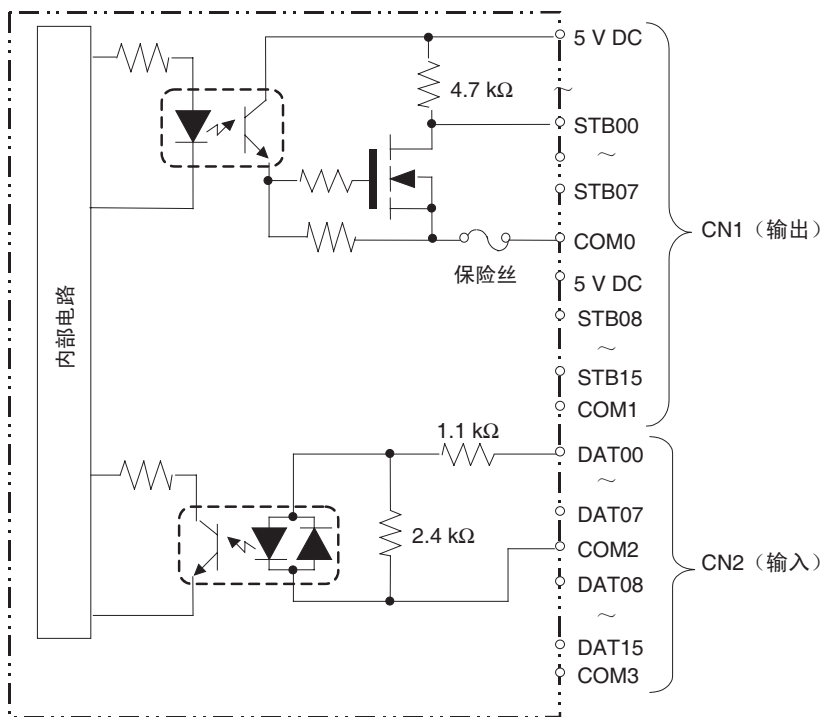 5 V DC
4.7 kΩ
~
STB00
~
STB07
COM0
保险丝
CN1（输出）
5 V DC
STB08
~
STB15
COM1
内部电路
1.1 kΩ
DAT00
~
DAT07
2.4 kΩ
COM2
CN2（输入）
DAT08
~
DAT15
COM3